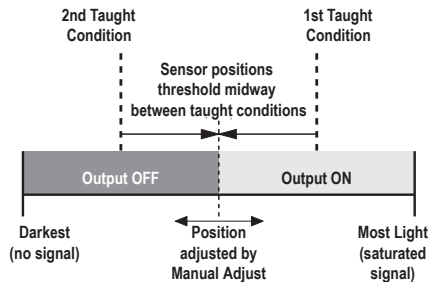 2nd Taught
Condition
1st Taught
Condition
Sensor positions
threshold midway
between taught conditions
Output OFF
Output ON
Darkest
(no signal)
Position
adjusted by
Manual Adjust
Most Light
(saturated
signal)